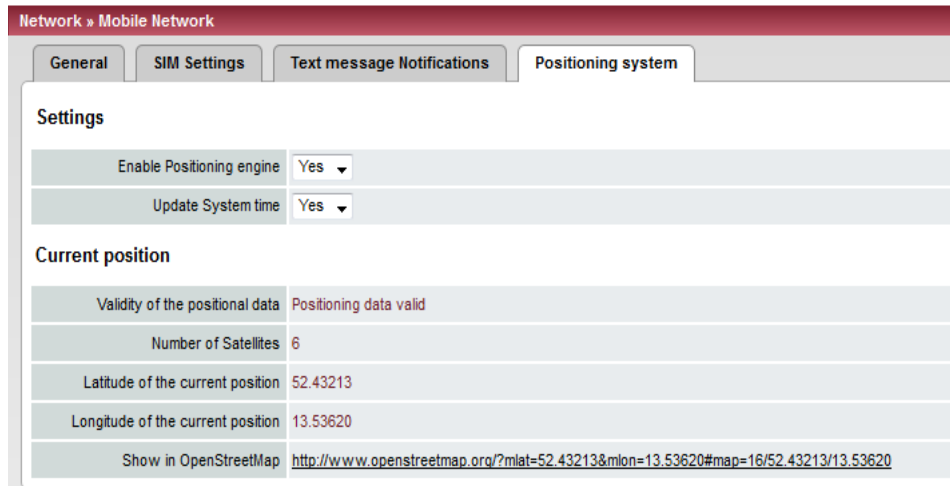 Network » Mobile Network
General SIM Settings Text message Notifications Positioning system
Settings
Enable Positioning engine Yes
Update System time Yes
Current position
Validity of the positional data Positioning data valid
Number of Satellites 6
Latitude of the current position 52.43213
Longitude of the current position 13.53620
Show in OpenStreetMap http://www.openstreetmap.org/?mlat=52.43213&mlon=13.53620#map=16/52.43213/13.53620